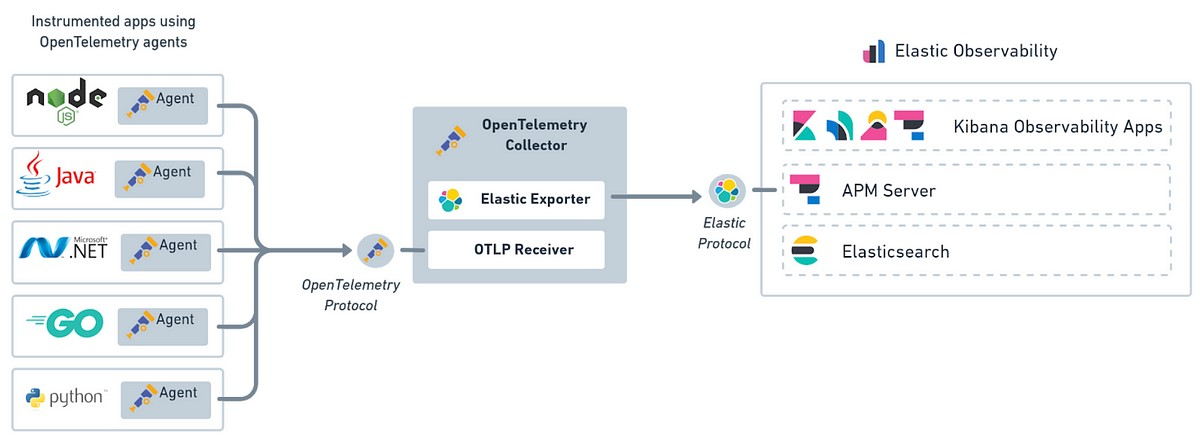 Instrumented apps using
OpenTelemetry agents
node
JS
Agent
Java
Agent
Microsoft
.NET
Agent
GO
Agent
python
Agent
OpenTelemetry
Protocol
OpenTelemetry
Collector
Elastic Exporter
OTLP Receiver
Elastic
Protocol
Elastic Observability
Kibana Observability Apps
APM Server
Elasticsearch